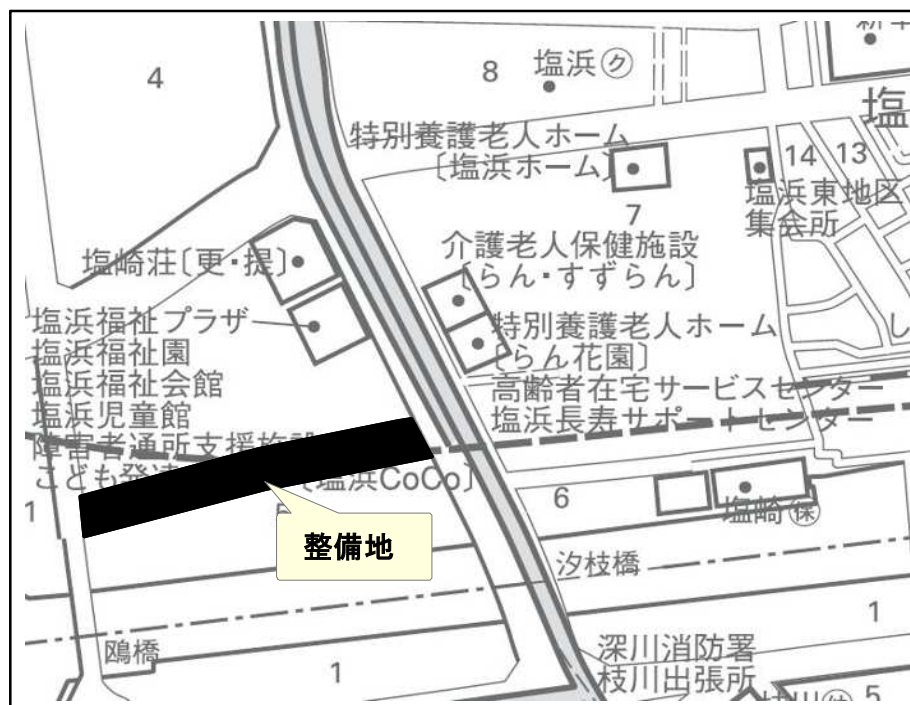 4
8
塩浜㋗
塩
特別養護老人ホーム
〔塩浜ホーム〕
7
14
13
塩浜東地区
集会所
介護老人保健施設
〔らん・すずらん〕
塩崎荘〔更・提〕
塩浜福祉プラザ
塩浜福祉園
塩浜福祉会館
塩浜児童館
障害者通所支援施設
こども発達
〔塩浜CoCo〕
特別養護老人ホーム
〔らん花園〕
高齢者在宅サービスセンター
塩浜長寿サポートセンター
し
1
整備地
6
塩崎㋭
汐枝橋
1
鴎橋
1
深川消防署
枝川出張所
5